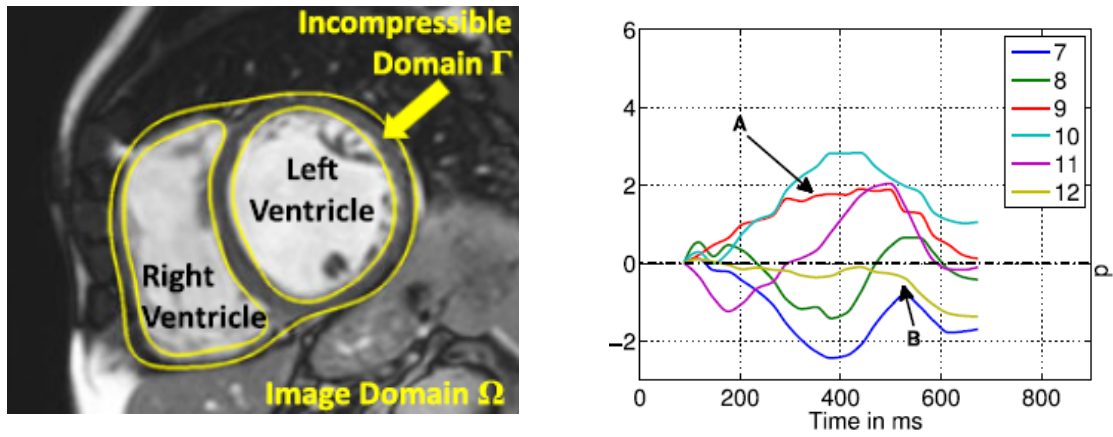 Incompressible
Domain Γ
Left
Ventricle
Right
Ventricle
Image Domain Ω
6
4
2
0
−2
A
B
7
8
9
10
11
12
0
200
400
600
800
Time in ms
p